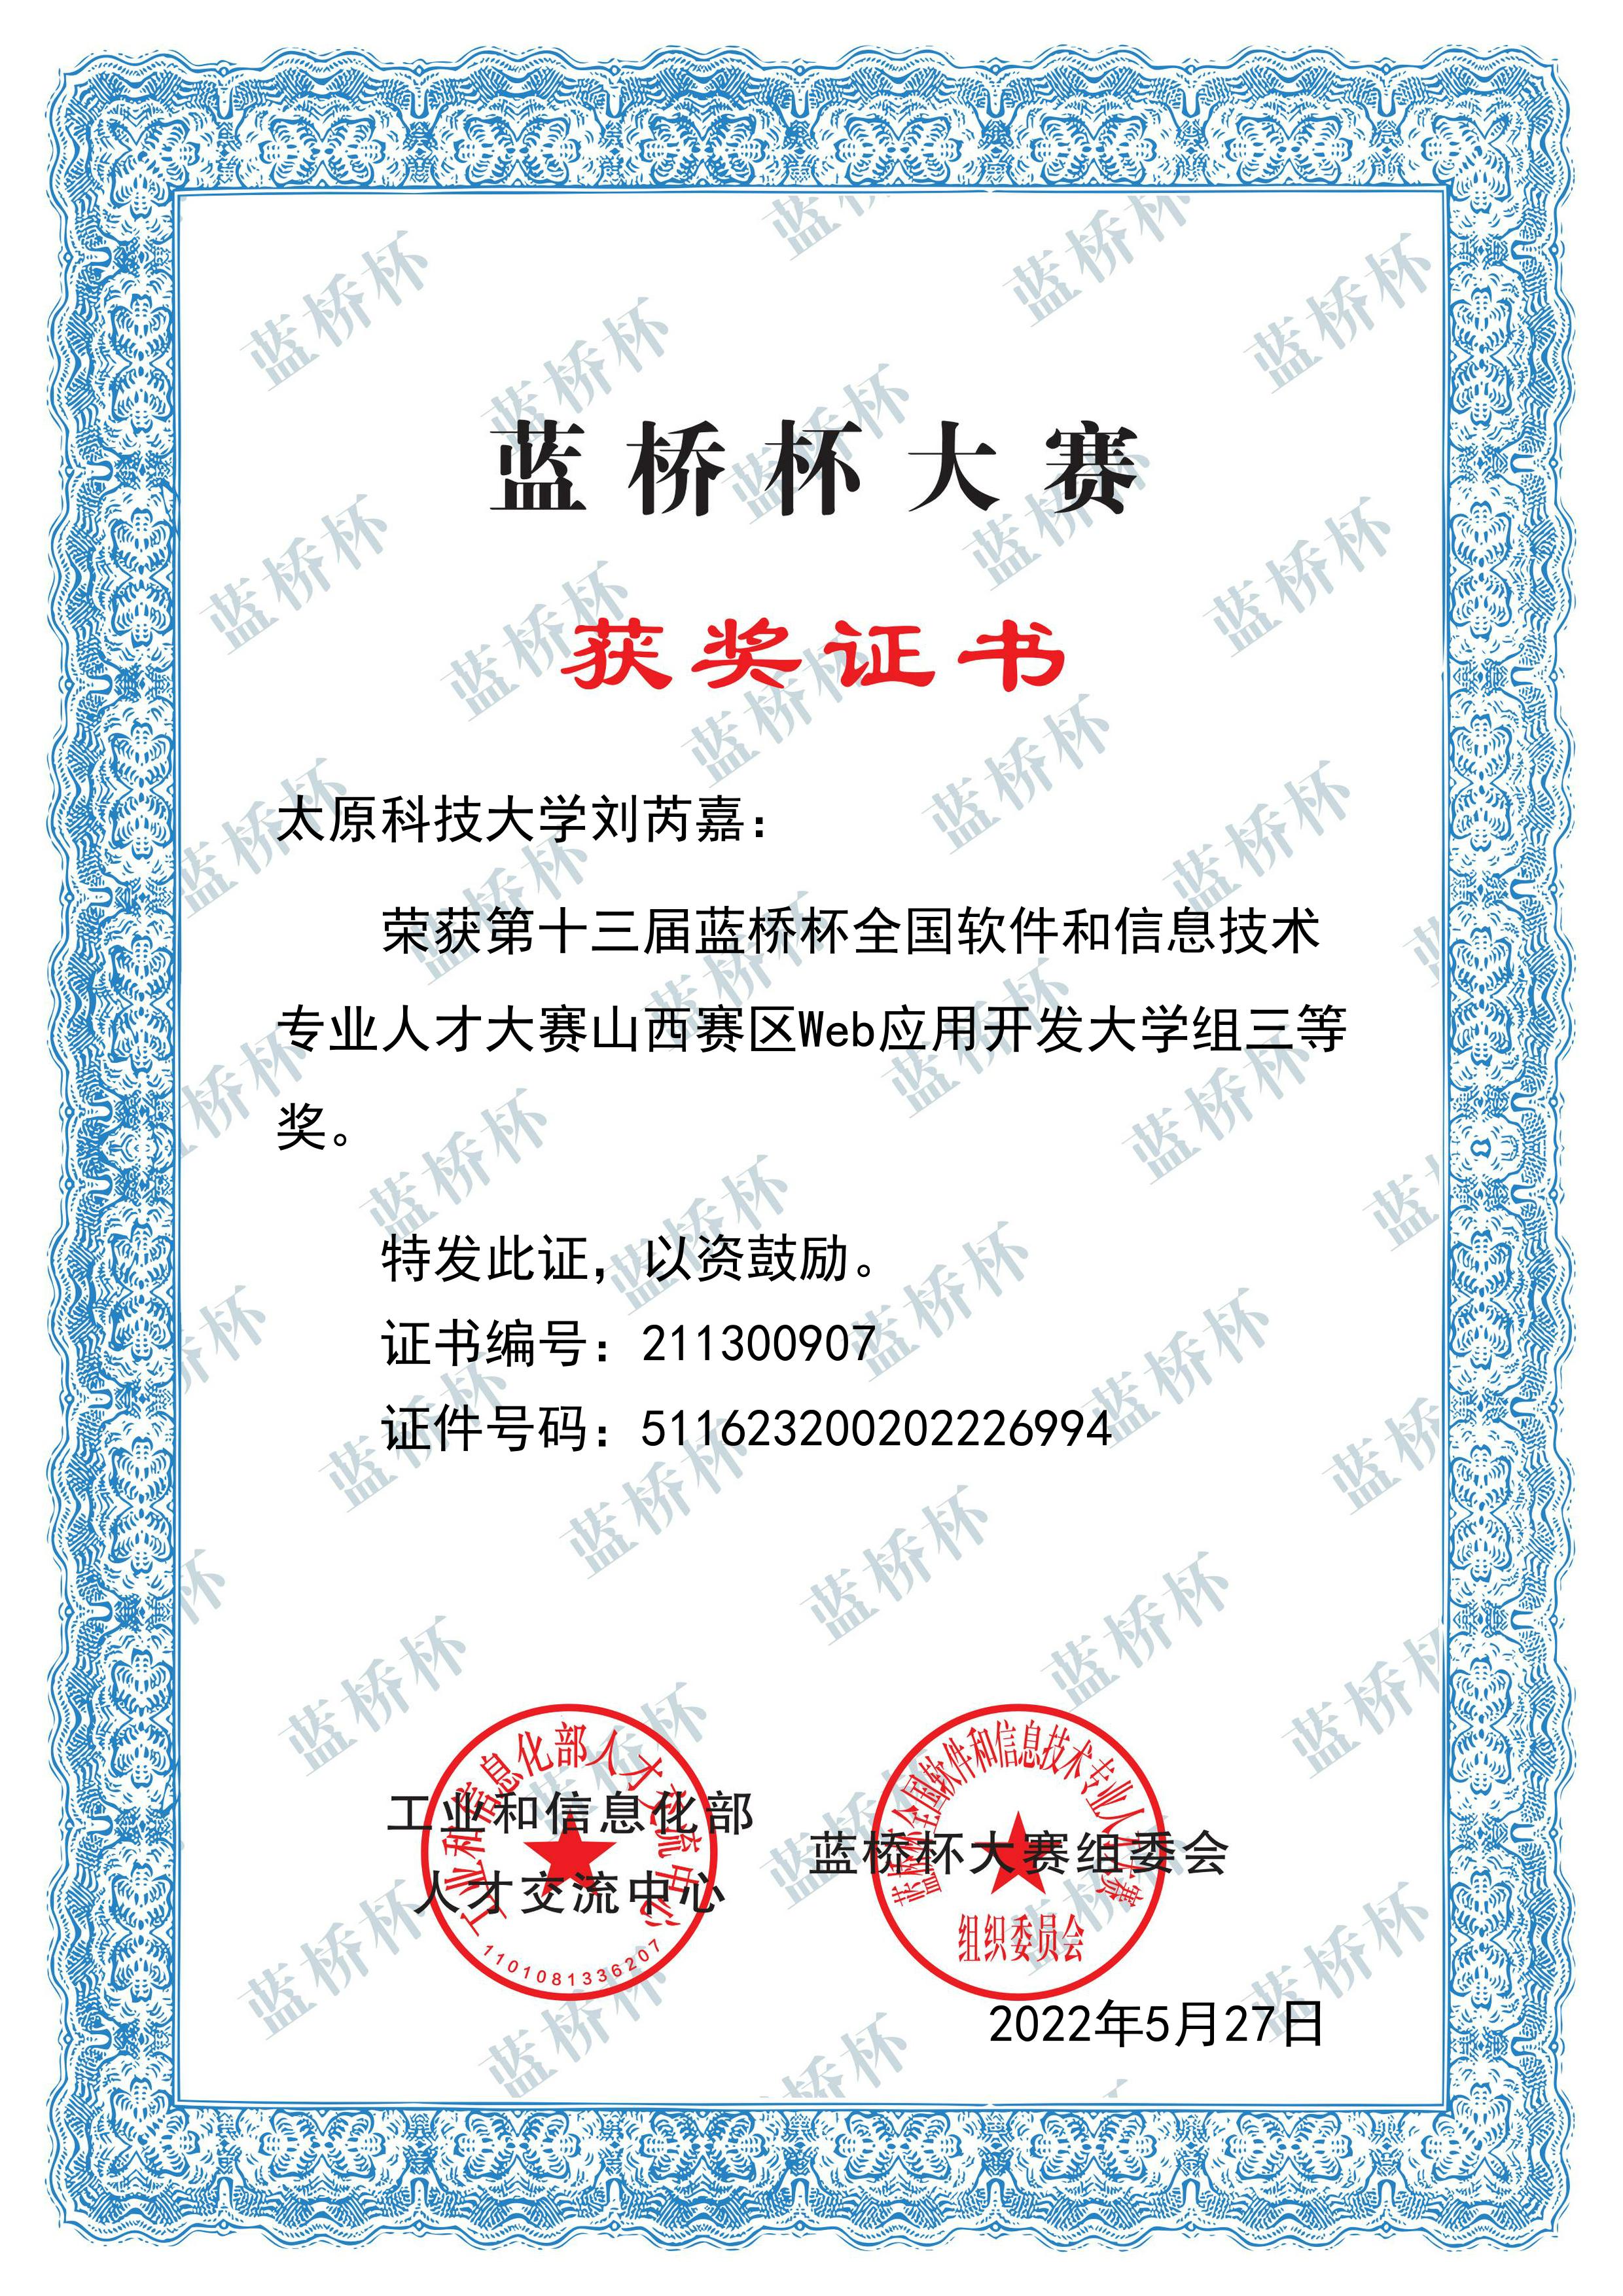 蓝桥杯大赛
获奖证书
太原科技大学刘芮嘉：
荣获第十三届蓝桥杯全国软件和信息技术
专业人才大赛山西赛区Web应用开发大学组三等
奖。
特发此证，以资鼓励。
证书编号：211300907
证件号码：511623200202226994
工业和信息化部
人才交流中心
工业和信息化部人才交流中心
1101081336207
蓝桥杯大赛组委会
蓝桥杯全国软件和信息技术专业人才大赛
组织委员会
2022年5月27日